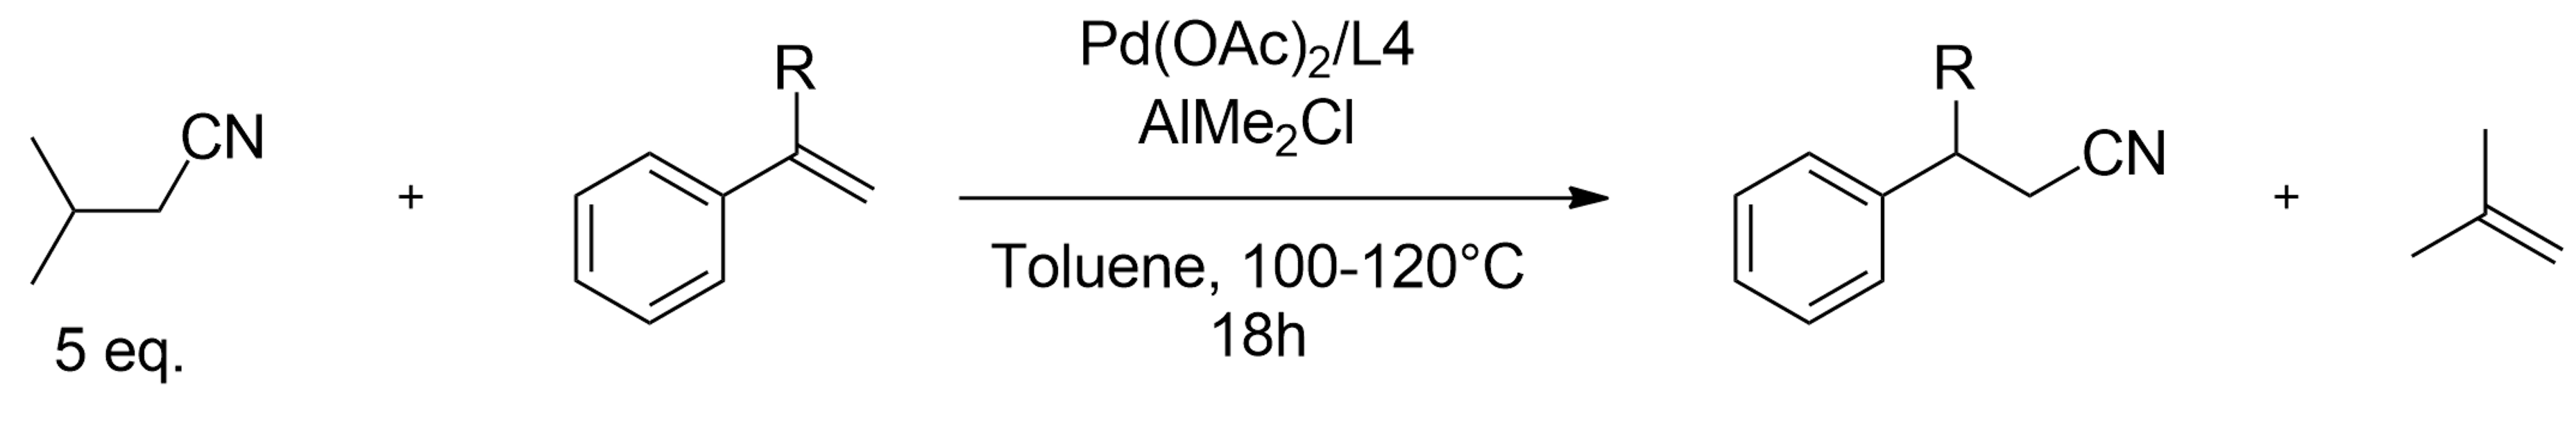 CN
+
5 eq.
R
Pd(OAc)₂/L4
AlMe₂Cl
Toluene, 100-120°C
18h
R
CN
+